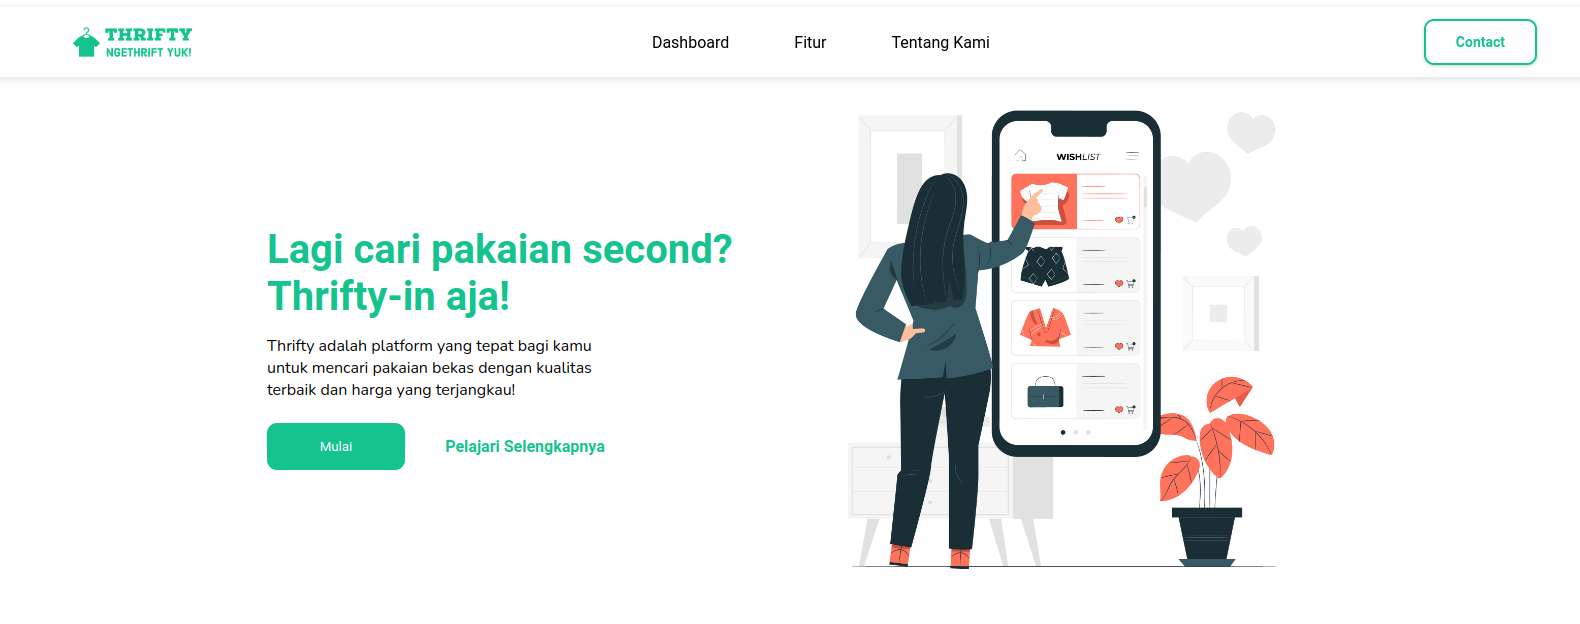 THRIFTY
NGETHRIFT YUK!
Dashboard
Fitur
Tentang Kami
Contact
WISHLIST
Lagi cari pakaian second?
Thrifty-in aja!
Thrifty adalah platform yang tepat bagi kamu
untuk mencari pakaian bekas dengan kualitas
terbaik dan harga yang terjangkau!
Mulai
Pelajari Selengkapnya